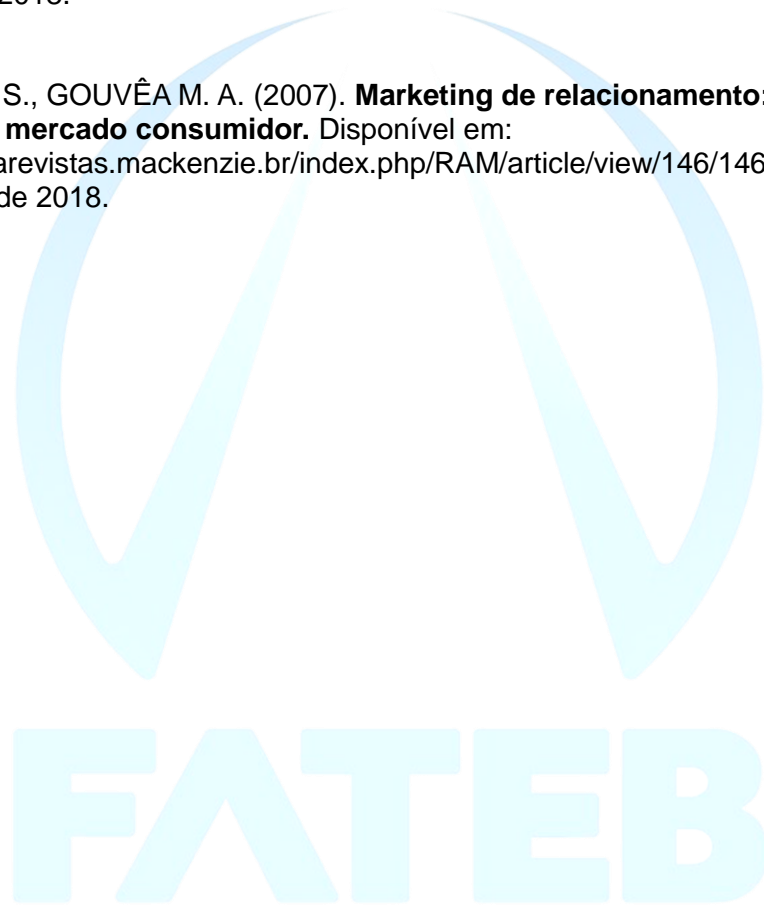 2018.
S., GOUVÊA M. A. (2007). Marketing de relacionamento:
mercado consumidor. Disponível em:
arevistas.mackenzie.br/index.php/RAM/article/view/146/146
de 2018.
FATEB